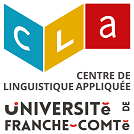 cla
CENTRE DE
LINGUISTIQUE APPLIQUÉE
UNIVERSITÉ DE
FRANCHE-COMTÉ